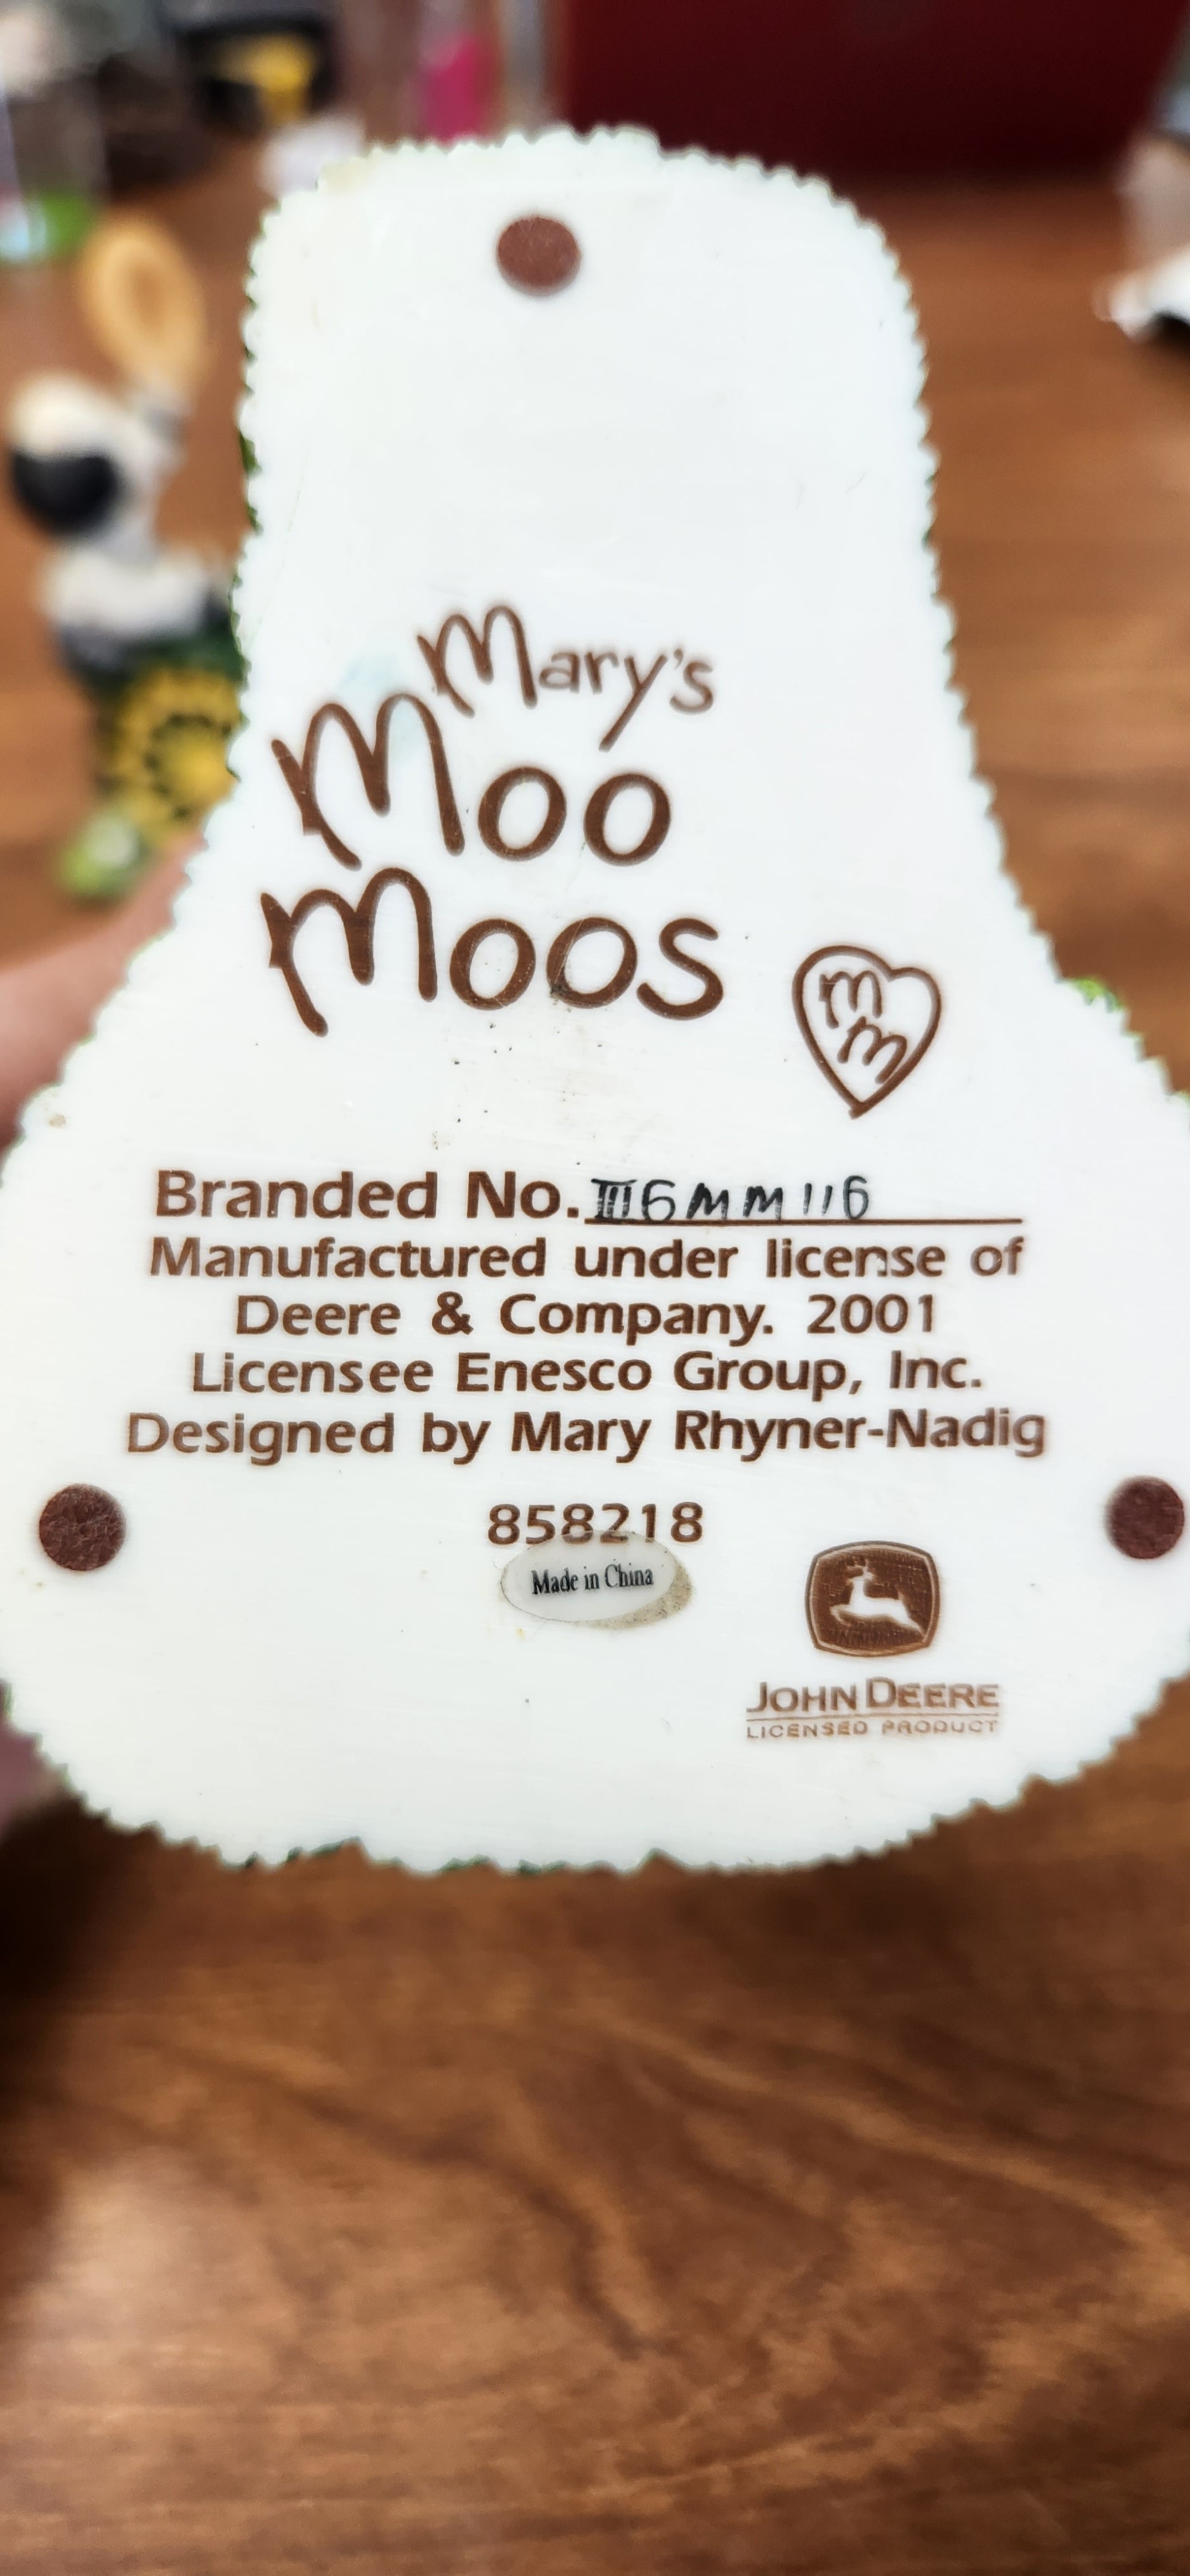 Mary's
Moo
Moos
M
M
Branded No. III6MM116
Manufactured under license of
Deere & Company. 2001
Licensee Enesco Group, Inc.
Designed by Mary Rhyner-Nadig
858218
Made in China
JOHN DEERE
LICENSED PRODUCT